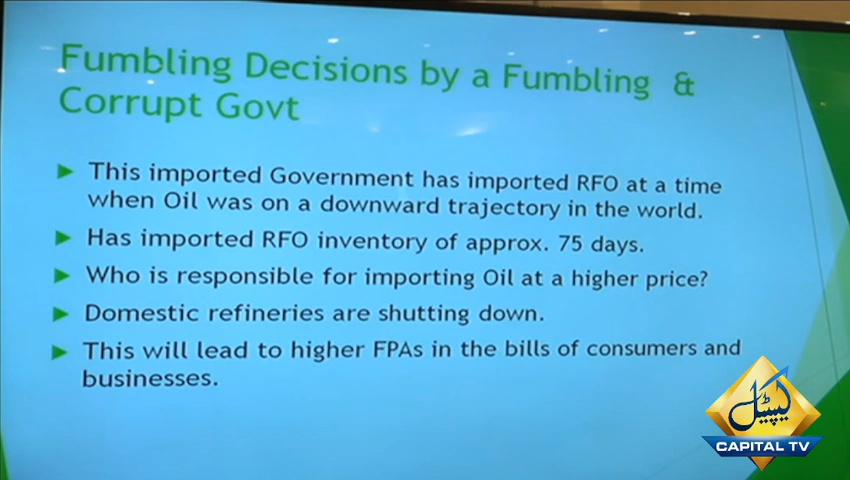 Fumbling Decisions by a Fumbling &
Corrupt Govt
This imported Government has imported RFO at a time
when Oil was on a downward trajectory in the world.
Has imported RFO inventory of approx. 75 days.
Who is responsible for importing Oil at a higher price?
Domestic refineries are shutting down.
This will lead to higher FPAs in the bills of consumers and
businesses.
کیپیٹل
CAPITAL TV